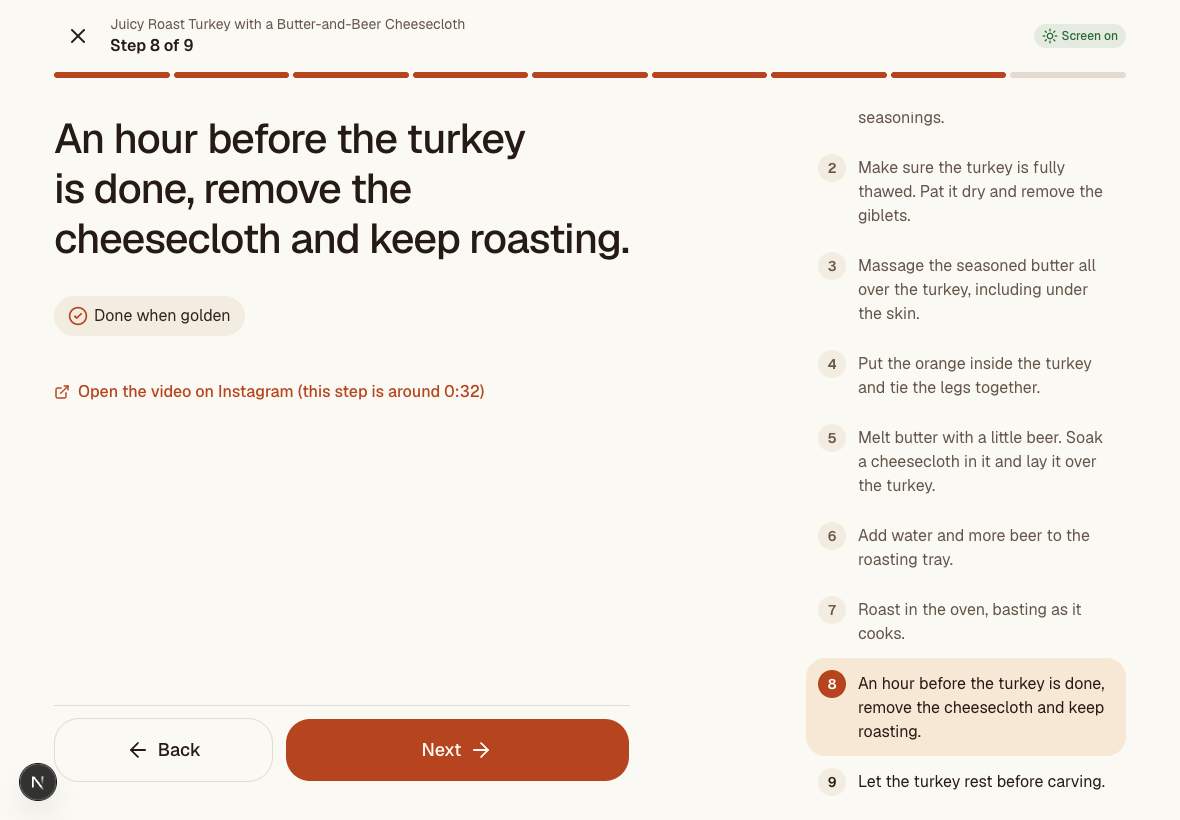 Juicy Roast Turkey with a Butter-and-Beer Cheesecloth
Step 8 of 9
Screen on
An hour before the turkey
is done, remove the
cheesecloth and keep roasting.
Done when golden
Open the video on Instagram (this step is around 0:32)
Back
Next
N
seasonings.
2
Make sure the turkey is fully
thawed. Pat it dry and remove the
giblets.
3
Massage the seasoned butter all
over the turkey, including under
the skin.
4
Put the orange inside the turkey
and tie the legs together.
5
Melt butter with a little beer. Soak
a cheesecloth in it and lay it over
the turkey.
6
Add water and more beer to the
roasting tray.
7
Roast in the oven, basting as it
cooks.
8
An hour before the turkey is done,
remove the cheesecloth and keep
roasting.
9
Let the turkey rest before carving.